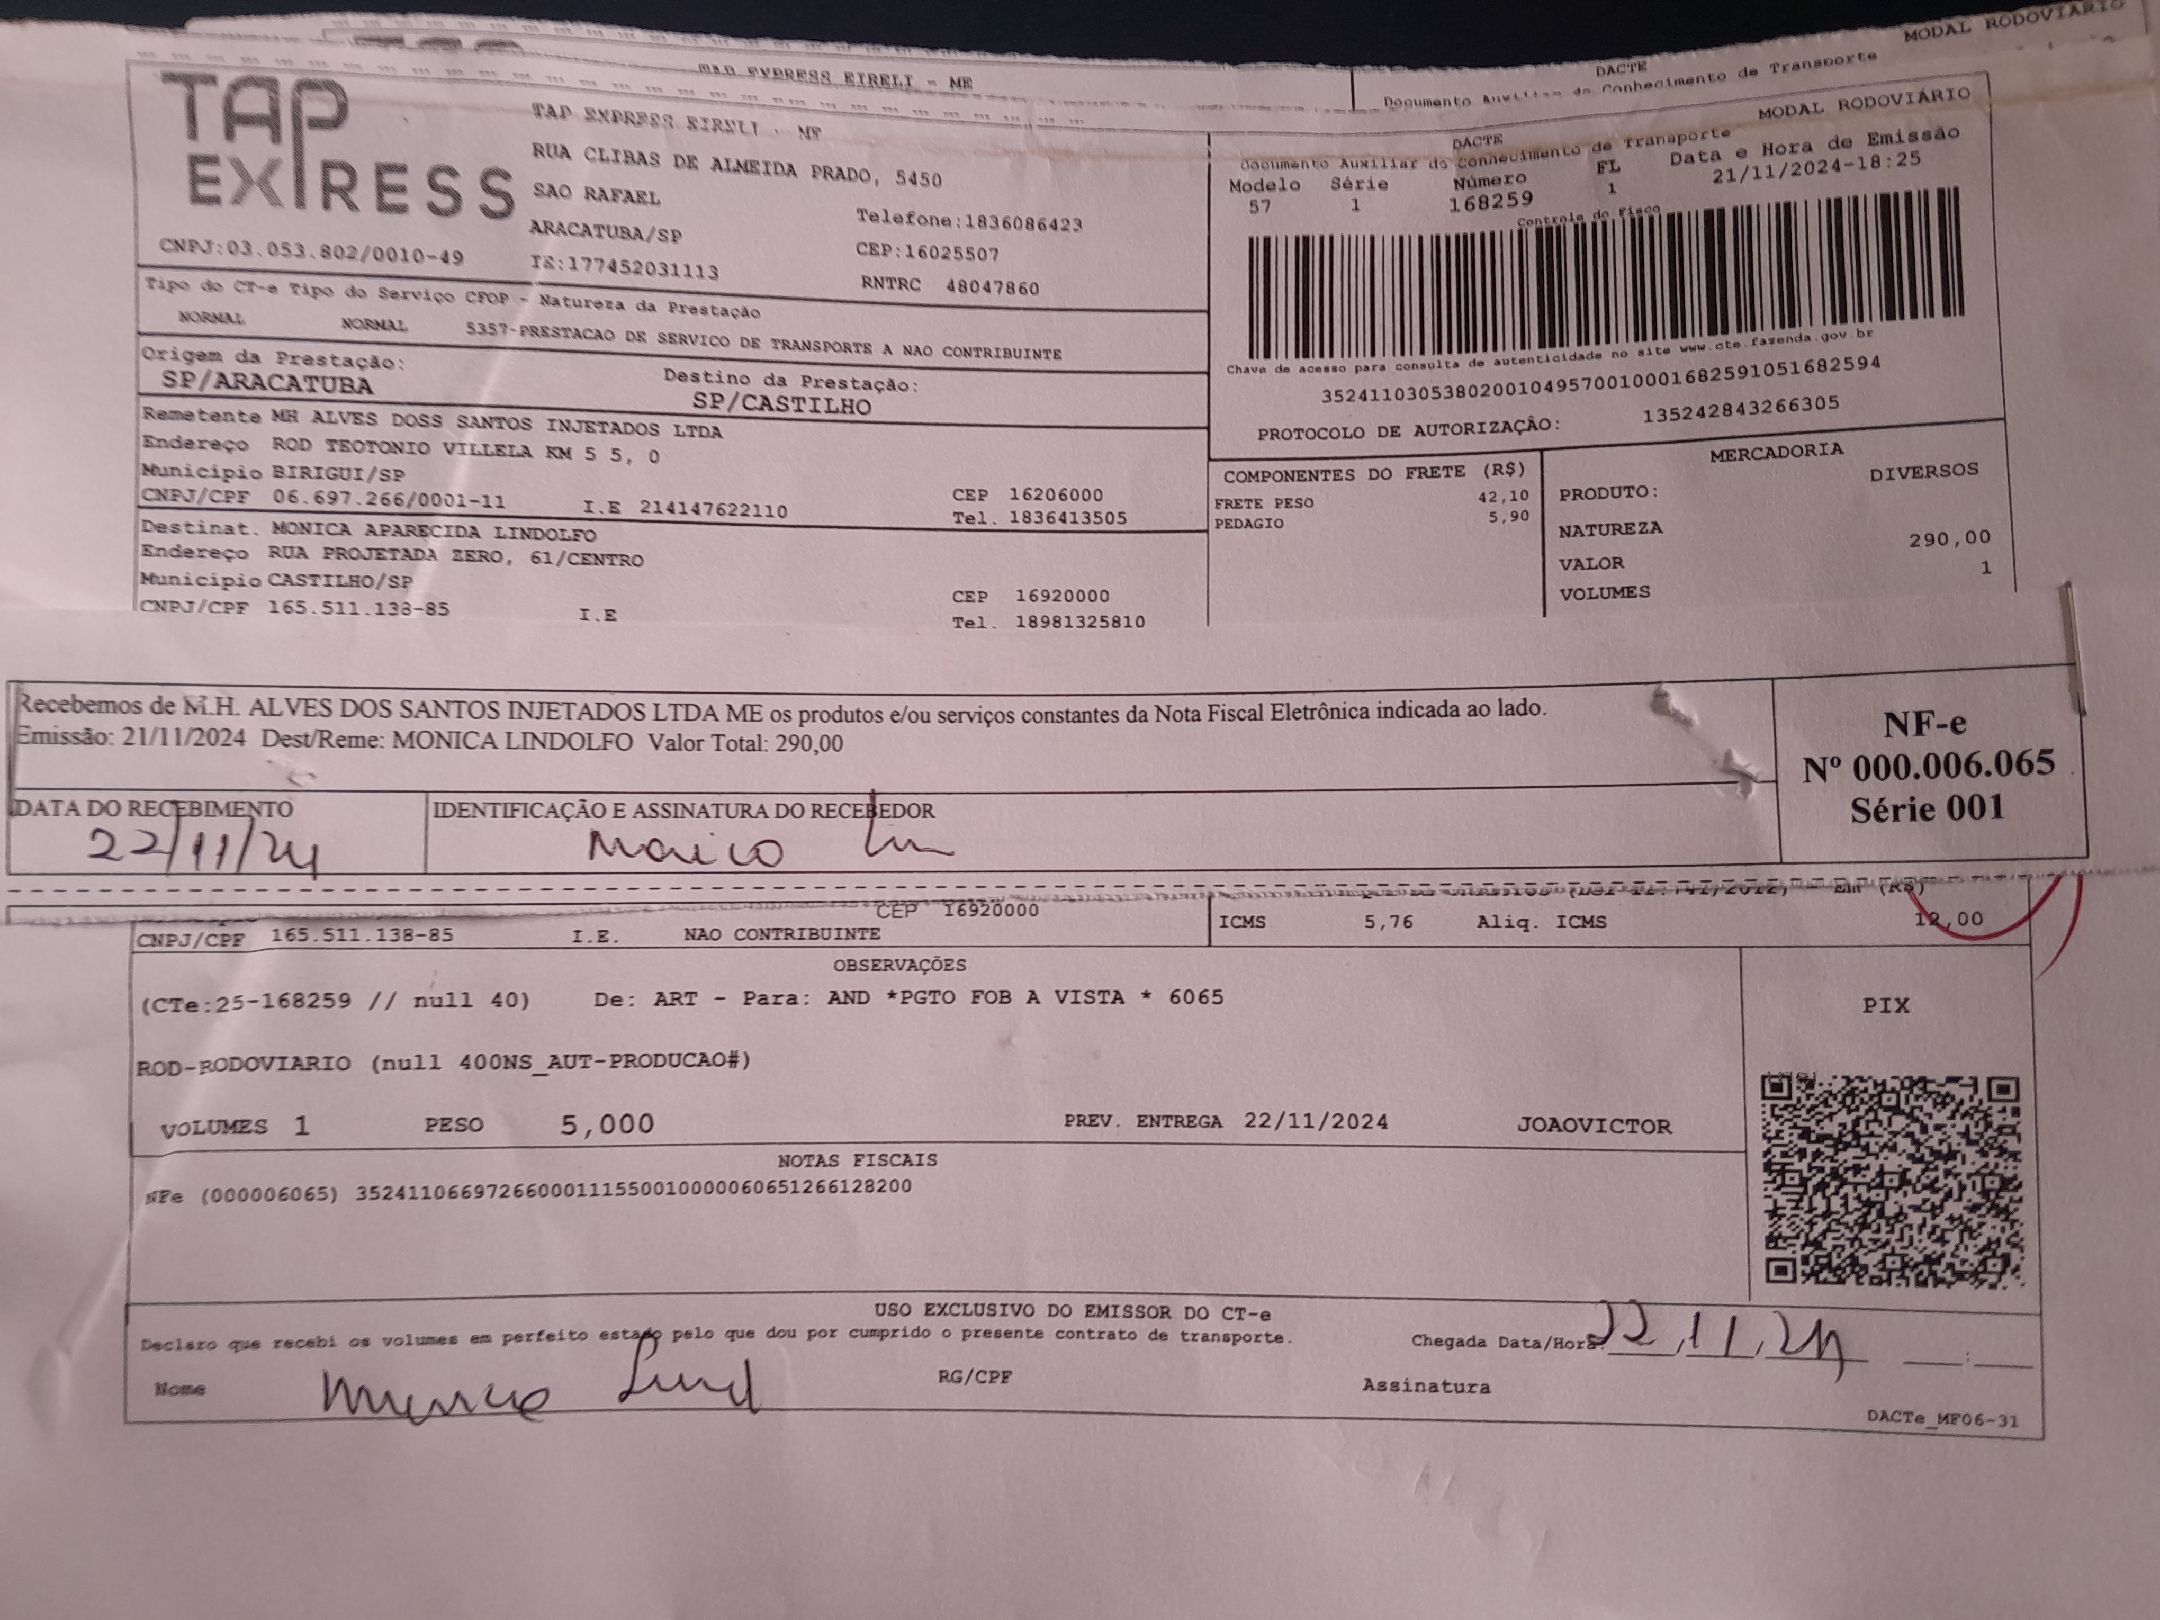 MODAL RODOVIARIO
DACTE
TAP EXPRESS EIRELI - ME
Documento Auxiliar do Conhecimento de Transporte
TAP EXPRESS
TAP EXPRESS EIRELI - ME
RUA CLIBAS DE ALMEIDA PRADO, 5450
SAO RAFAEL
Telefone:1836086423
ARACATUBA/SP
CEP:16025507
CNPJ:03.053.802/0010-49
IE:177452031113
RNTRC 48047860
MODAL RODOVIÁRIO
DACTE
Documento Auxiliar do Conhecimento de Transporte
Modelo Série Número FL Data e Hora de Emissão
57 1 168259 1 21/11/2024-18:25
Controle do Fisco
Chave de acesso para consulta de autenticidade no site www.cte.fazenda.gov.br
35241103053802001049570010001682591051682594
PROTOCOLO DE AUTORIZAÇÃO: 135242843266305
Tipo do CT-e Tipo do Serviço CFOP - Natureza da Prestação
NORMAL NORMAL 5357-PRESTACAO DE SERVICO DE TRANSPORTE A NAO CONTRIBUINTE
Origem da Prestação: Destino da Prestação:
SP/ARACATUBA SP/CASTILHO
Remetente MH ALVES DOSS SANTOS INJETADOS LTDA
Endereço ROD TEOTONIO VILLELA KM 5 5, 0
Município BIRIGUI/SP CEP 16206000
CNPJ/CPF 06.697.266/0001-11 I.E 214147622110 Tel. 1836413505
Destinat. MONICA APARECIDA LINDOLFO
Endereço RUA PROJETADA ZERO, 61/CENTRO
Município CASTILHO/SP CEP 16920000
CNPJ/CPF 165.511.138-85 I.E Tel. 18981325810
COMPONENTES DO FRETE (R$)
FRETE PESO 42,10
PEDAGIO 5,90
MERCADORIA
PRODUTO: DIVERSOS
NATUREZA
VALOR 290,00
VOLUMES 1
Recebemos de M.H. ALVES DOS SANTOS INJETADOS LTDA ME os produtos e/ou serviços constantes da Nota Fiscal Eletrônica indicada ao lado.
Emissão: 21/11/2024 Dest/Reme: MONICA LINDOLFO Valor Total: 290,00
NF-e
Nº 000.006.065
Série 001
DATA DO RECEBIMENTO IDENTIFICAÇÃO E ASSINATURA DO RECEBEDOR
22/11/24
CEP 16920000
CNPJ/CPF 165.511.138-85 I.E. NAO CONTRIBUINTE
ICMS 5,76 Aliq. ICMS 12,00
OBSERVAÇÕES
(CTe:25-168259 // null 40) De: ART - Para: AND *PGTO FOB A VISTA * 6065
ROD-RODOVIARIO (null 400NS_AUT-PRODUCAO#)
VOLUMES 1 PESO 5,000 PREV. ENTREGA 22/11/2024 JOAOVICTOR
PIX
NOTAS FISCAIS
NFe (000006065) 35241106697266000111550010000060651266128200
USO EXCLUSIVO DO EMISSOR DO CT-e
Declaro que recebi os volumes em perfeito estado pelo que dou por cumprido o presente contrato de transporte. Chegada Data/Hora: 22,11,24
Nome RG/CPF Assinatura
DACTe_MF06-31